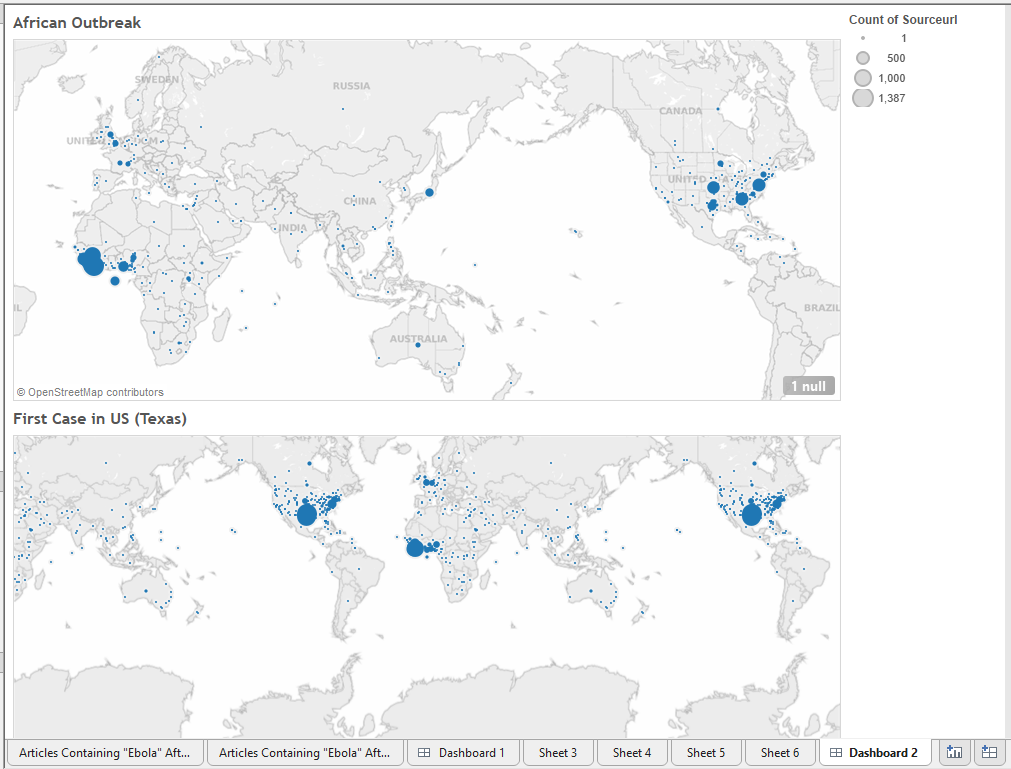 African Outbreak
Count of Sourceurl
1
500
1,000
1,387
SWEDEN
RUSSIA
CANADA
CHINA
INDIA
BRAZIL
IL
AUSTRALIA
© OpenStreetMap contributors
1 null
First Case in US (Texas)
Articles Containing "Ebola" Aft...
Articles Containing "Ebola" Aft...
Dashboard 1
Sheet 3
Sheet 4
Sheet 5
Sheet 6
Dashboard 2